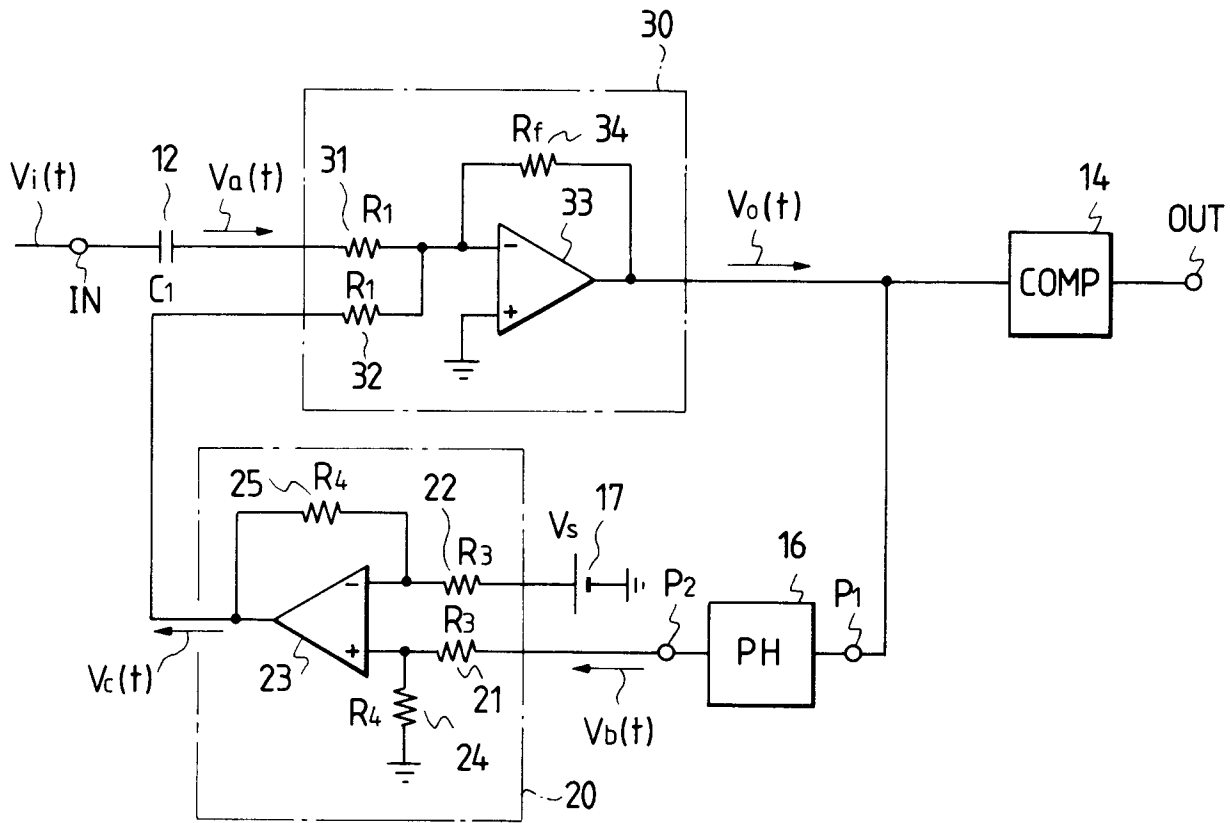 30
Rf 34
12
Vi(t)
Va(t)
31
R1
33
Vo(t)
14
OUT
IN
C1
R1
COMP
32
−
+
25
R4
22
Vs
17
R3
16
P2
P1
−
+
R3
PH
Vc(t)
23
R4
21
24
Vb(t)
20